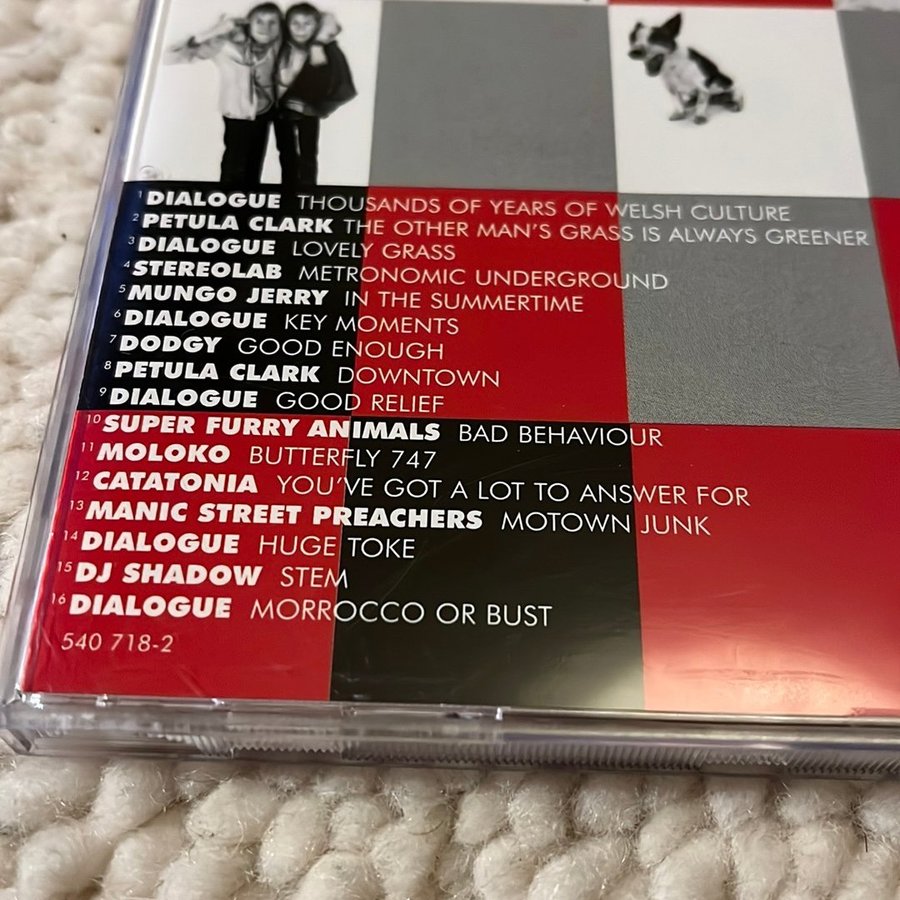 1 DIALOGUE THOUSANDS OF YEARS OF WELSH CULTURE
2 PETULA CLARK THE OTHER MAN'S GRASS IS ALWAYS GREENER
3 DIALOGUE LOVELY GRASS
4 STEREOLAB METRONOMIC UNDERGROUND
5 MUNGO JERRY IN THE SUMMERTIME
6 DIALOGUE KEY MOMENTS
7 DODGY GOOD ENOUGH
8 PETULA CLARK DOWNTOWN
9 DIALOGUE GOOD RELIEF
10 SUPER FURRY ANIMALS BAD BEHAVIOUR
11 MOLOKO BUTTERFLY 747
12 CATATONIA YOU'VE GOT A LOT TO ANSWER FOR
13 MANIC STREET PREACHERS MOTOWN JUNK
14 DIALOGUE HUGE TOKE
15 DJ SHADOW STEM
16 DIALOGUE MORROCCO OR BUST
540 718-2